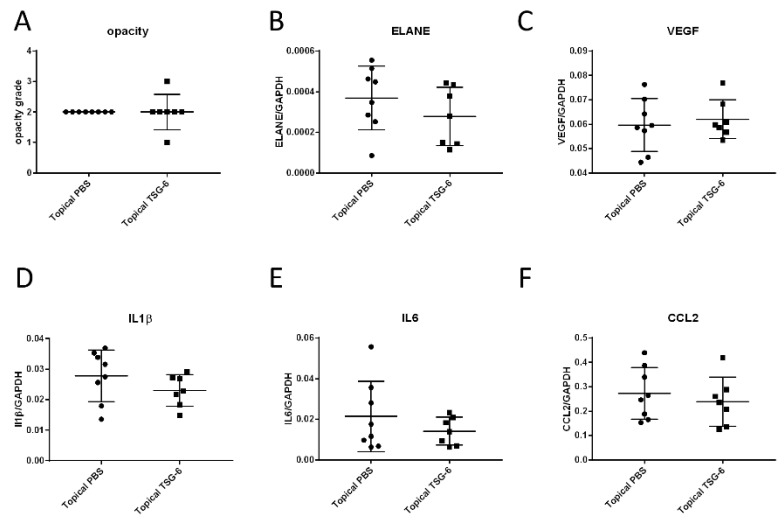 A
opacity
opacity grade
4
3
2
1
0
Topical PBS
Topical TSG-6
B
ELANE
ELANE/GAPDH
0.0006
0.0004
0.0002
0.0000
Topical PBS
Topical TSG-6
C
VEGF
VEGF/GAPDH
0.09
0.08
0.07
0.06
0.05
0.04
Topical PBS
Topical TSG-6
D
IL1β
Il1β/GAPDH
0.04
0.03
0.02
0.01
0.00
Topical PBS
Topical TSG-6
E
IL6
IL6/GAPDH
0.06
0.04
0.02
0.00
Topical PBS
Topical TSG-6
F
CCL2
CCL2/GAPDH
0.5
0.4
0.3
0.2
0.1
0.0
Topical PBS
Topical TSG-6